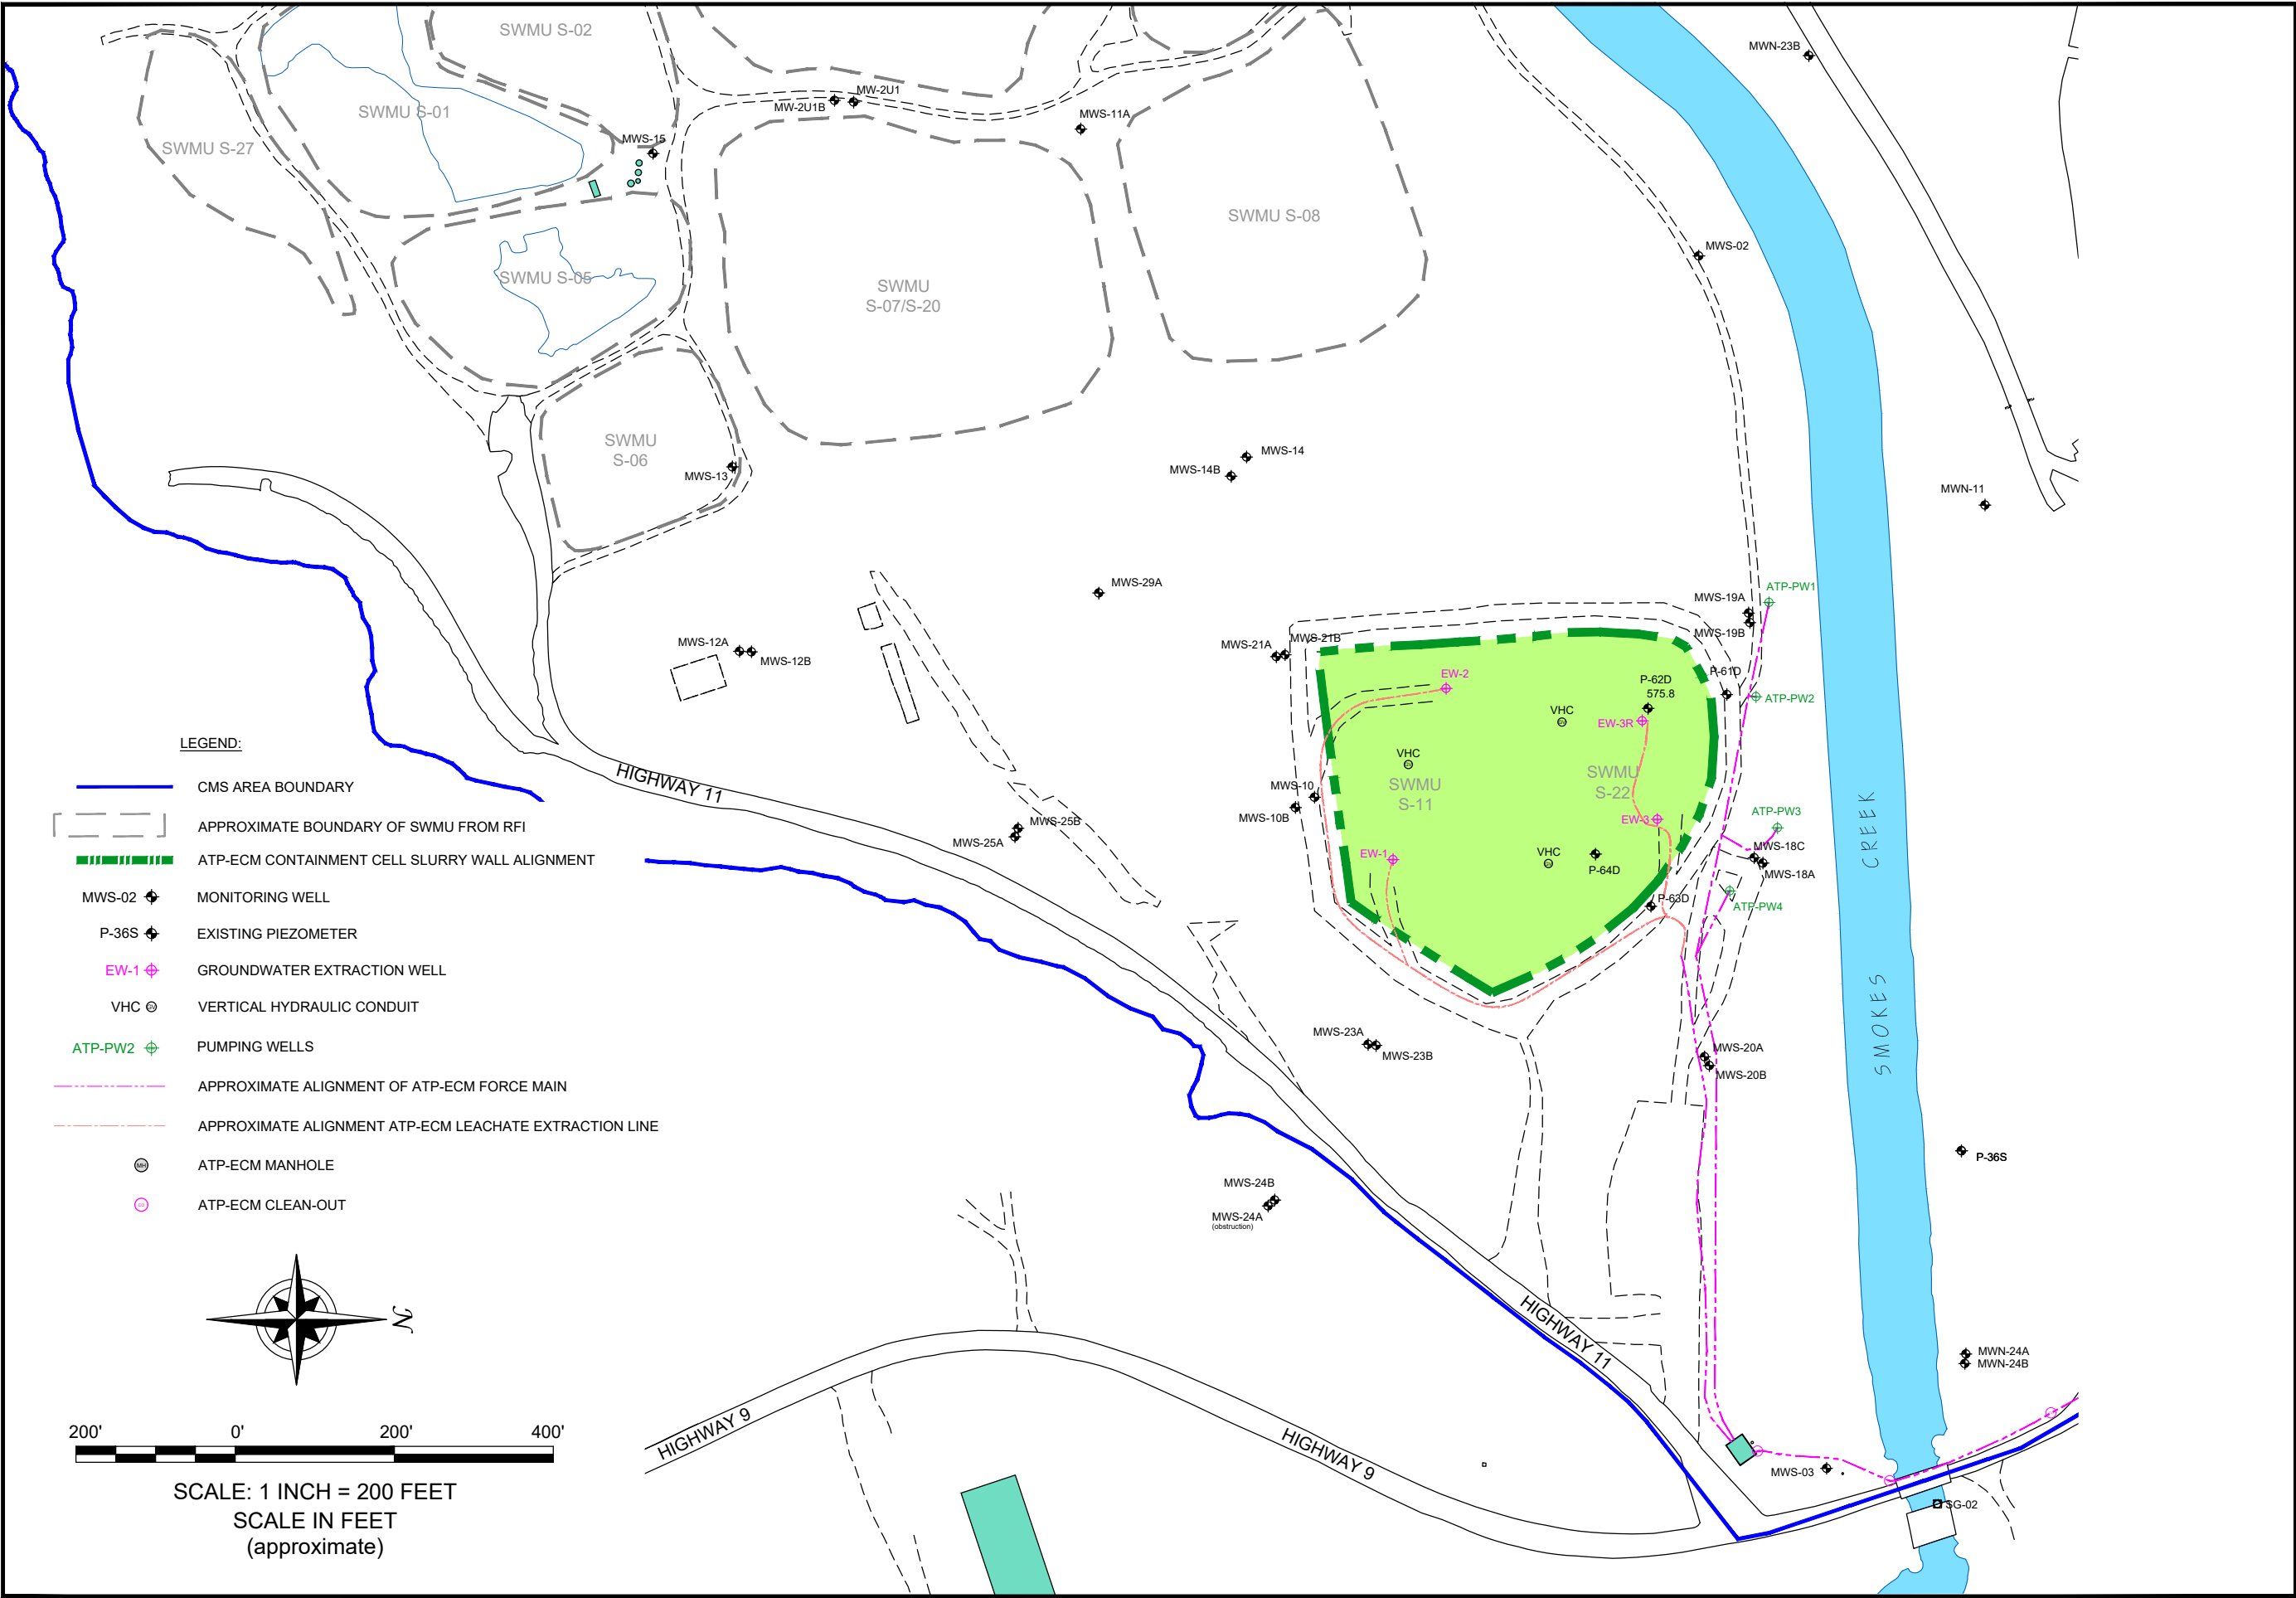 SWMU S-02
MWN-23B
MW-2U1
MW-2U1B
SWMU S-01
MWS-11A
MWS-15
SWMU S-27
SWMU S-08
MWS-02
SWMU S-05
SWMU
S-07/S-20
SWMU
S-06
MWS-13
MWS-14
MWS-14B
MWN-11
MWS-29A
ATP-PW1
MWS-19A
MWS-19B
MWS-12A
MWS-12B
MWS-21A
MWS-21B
EW-2
P-62D
575.8
P-61D
ATP-PW2
VHC
EW-3R
VHC
SWMU
S-11
SWMU
S-22
MWS-10
MWS-10B
ATP-PW3
EW-3
MWS-25B
MWS-25A
EW-1
VHC
P-64D
MWS-18C
MWS-18A
P-63D
ATP-PW4
HIGHWAY 11
SMOKES CREEK
MWS-23A
MWS-23B
MWS-20A
MWS-20B
P-36S
MWS-24B
MWS-24A
(obstruction)
HIGHWAY 11
MWN-24A
MWN-24B
HIGHWAY 9
HIGHWAY 9
MWS-03
SG-02
LEGEND:
CMS AREA BOUNDARY
APPROXIMATE BOUNDARY OF SWMU FROM RFI
ATP-ECM CONTAINMENT CELL SLURRY WALL ALIGNMENT
MWS-02 MONITORING WELL
P-36S EXISTING PIEZOMETER
EW-1 GROUNDWATER EXTRACTION WELL
VHC VERTICAL HYDRAULIC CONDUIT
ATP-PW2 PUMPING WELLS
APPROXIMATE ALIGNMENT OF ATP-ECM FORCE MAIN
APPROXIMATE ALIGNMENT ATP-ECM LEACHATE EXTRACTION LINE
MH ATP-ECM MANHOLE
ATP-ECM CLEAN-OUT
N
200' 0' 200' 400'
SCALE: 1 INCH = 200 FEET
SCALE IN FEET
(approximate)